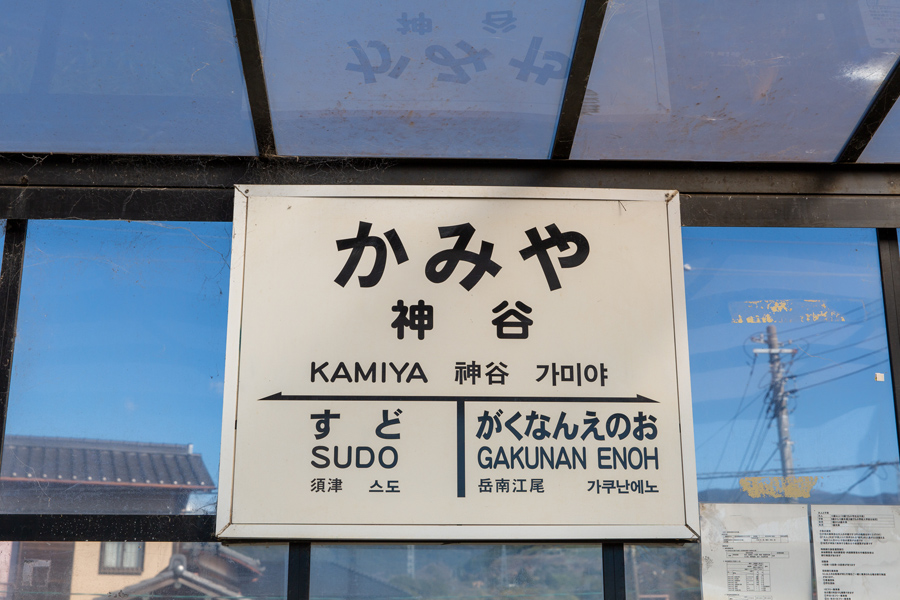 かみや
神谷
KAMIYA 神谷 가미야
すど がくなんえのお
SUDO GAKUNAN ENOH
須津 스도 岳南江尾 가쿠난에노